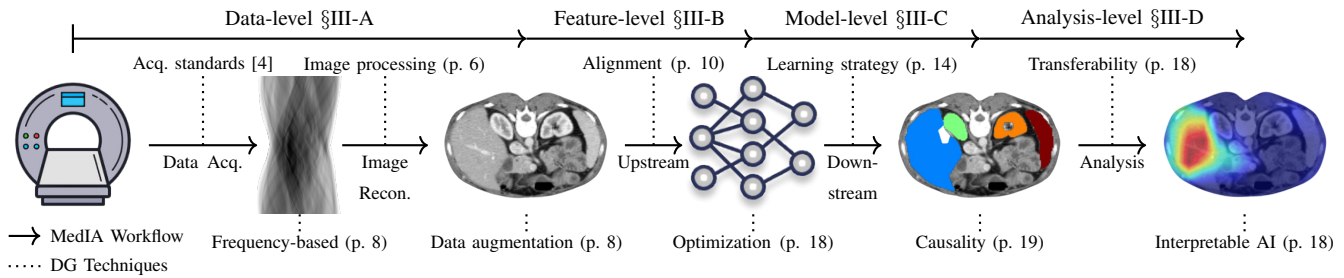 Data-level §III-A Feature-level §III-B Model-level §III-C Analysis-level §III-D
Acq. standards [4] Image processing (p. 6) Alignment (p. 10) Learning strategy (p. 14) Transferability (p. 18)
Data Acq. Image Upstream Down- Analysis
Recon. stream
Frequency-based (p. 8) Data augmentation (p. 8) Optimization (p. 18) Causality (p. 19) Interpretable AI (p. 18)
MedIA Workflow
DG Techniques